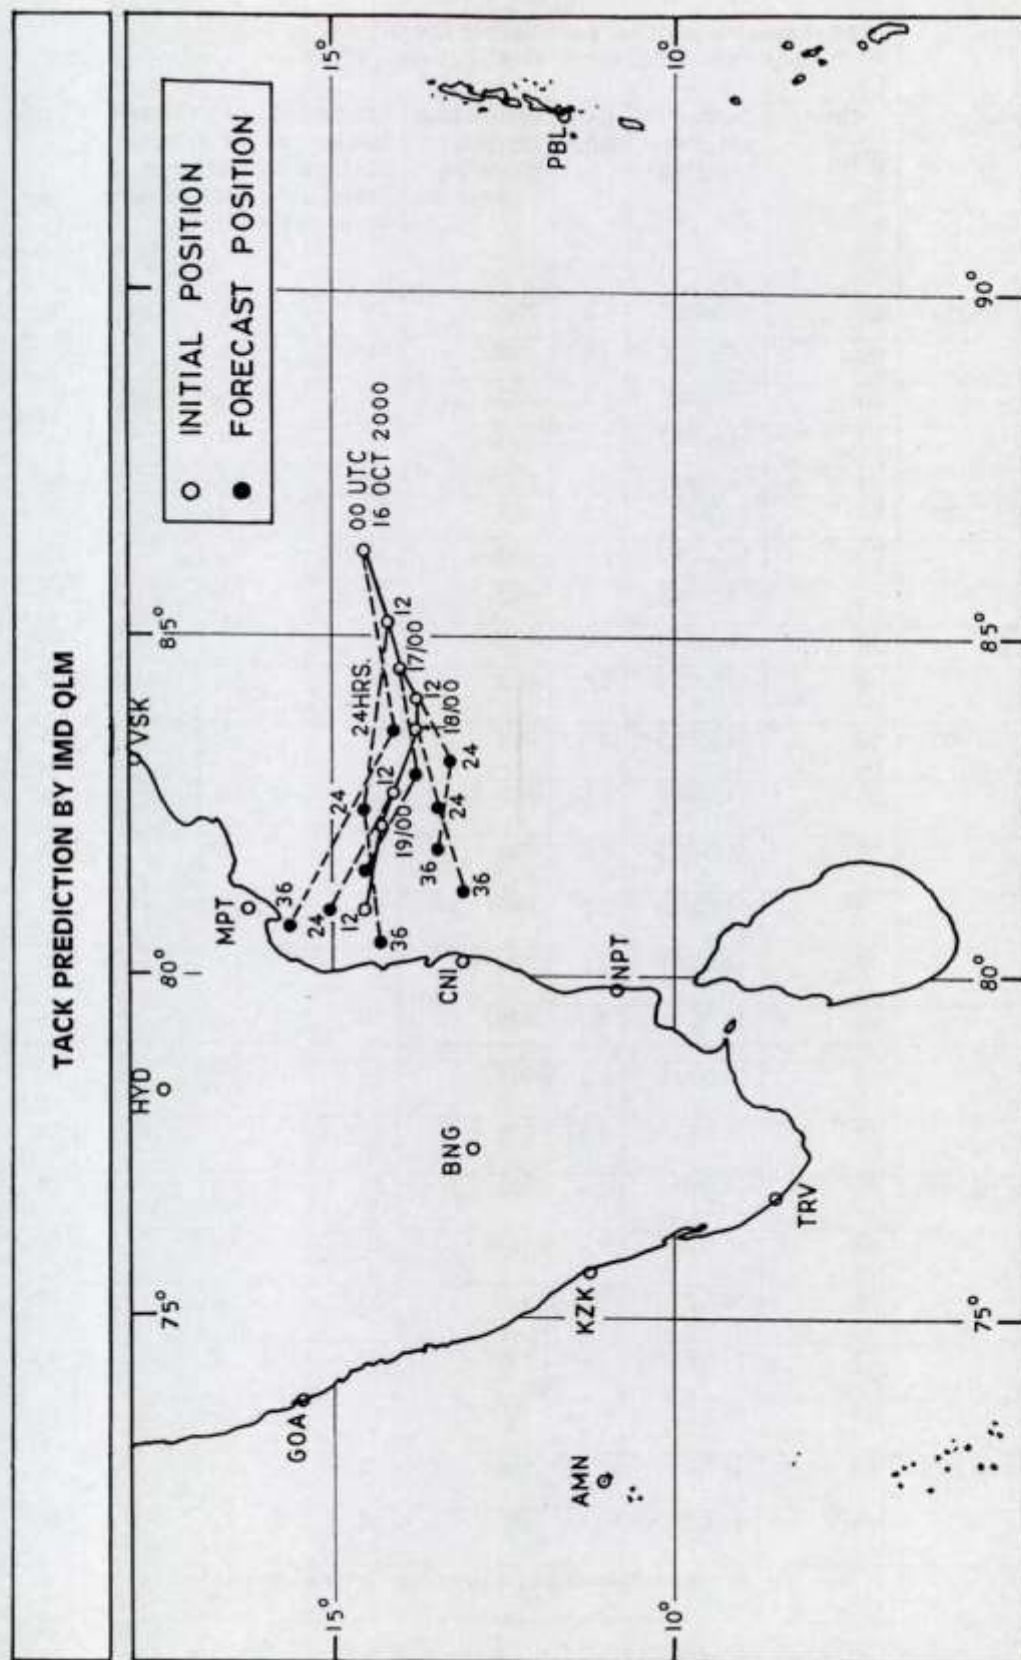 TACK PREDICTION BY IMD QLM
INITIAL POSITION
FORECAST POSITION
75°
HYD
80°
VSK
85°
MPT
36
24
24
24HRS.
00 UTC
16 OCT 2000
GOA
15°
15°
12
36
19/00
12
12
17/00
12
18/00
24
24
36
36
BNG
CNI
AMN
KZK
NPT
PBL
10°
10°
TRV
75°
80°
85°
90°